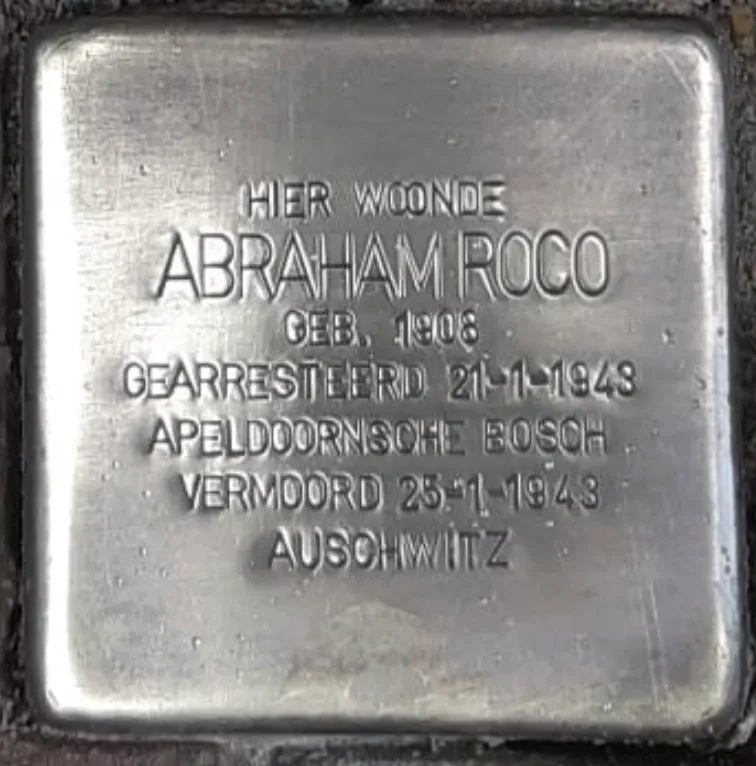 HIER WOONDE
ABRAHAM ROCO
GEB. 1908
GEARRESTEERD 21-1-1943
APELDOORNSCHE BOSCH
VERMOORD 25-1-1943
AUSCHWITZ